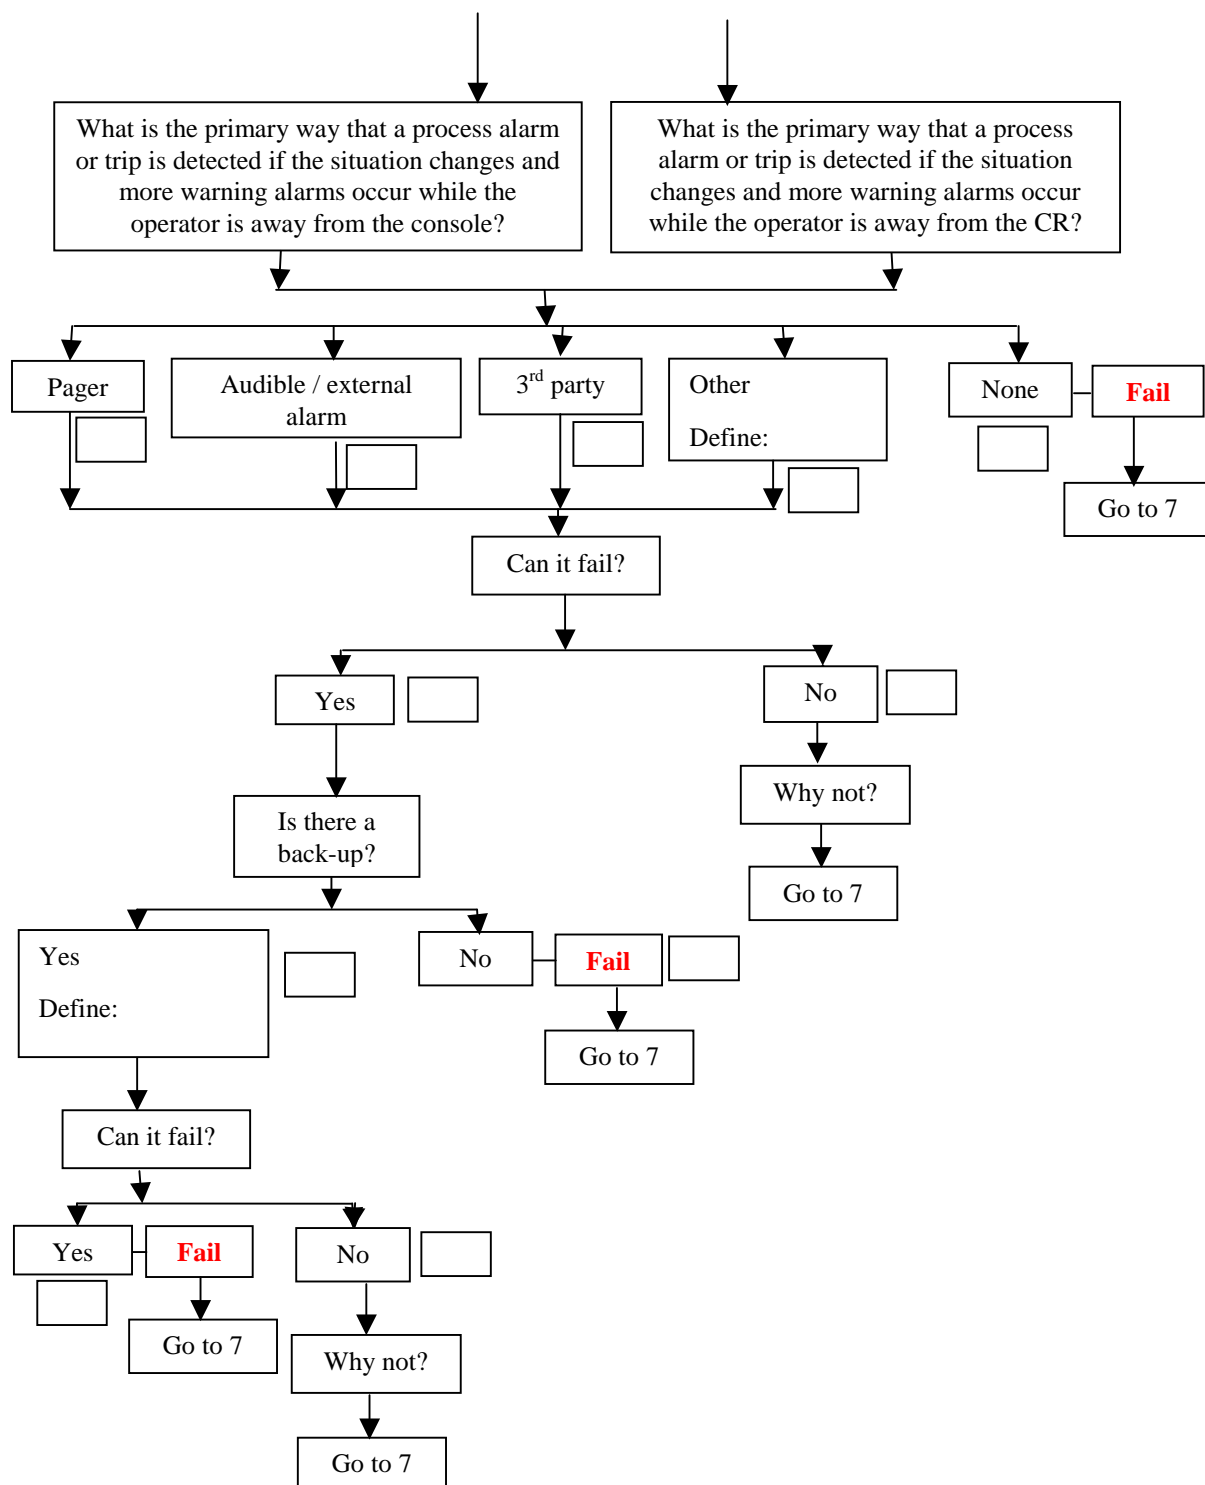 What is the primary way that a process alarm
or trip is detected if the situation changes and
more warning alarms occur while the
operator is away from the console?
What is the primary way that a process
alarm or trip is detected if the situation
changes and more warning alarms occur
while the operator is away from the CR?
Pager
Audible / external
alarm
3rd party
Other
Define:
None
Fail
Go to 7
Can it fail?
Yes
No
Why not?
Go to 7
Is there a
back-up?
Yes
Define:
No
Fail
Go to 7
Can it fail?
Yes
Fail
No
Go to 7
Why not?
Go to 7